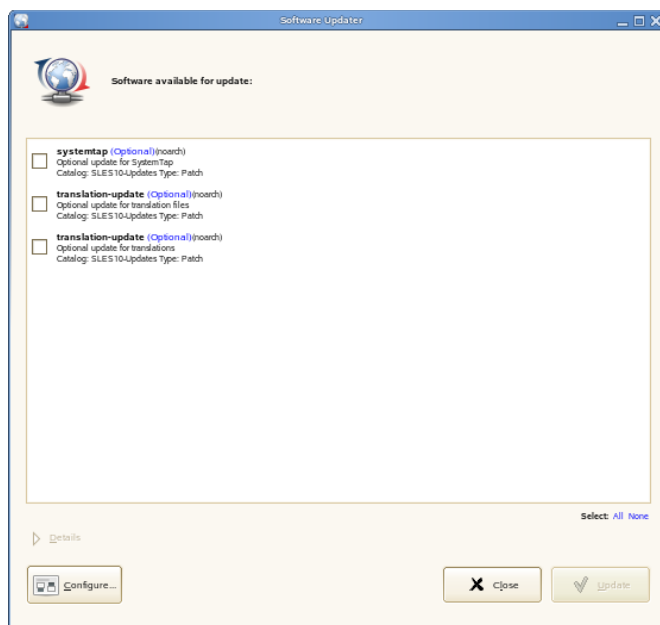 Software Updater
Software available for update:
systemtap (Optional)(noarch)
Optional update for SystemTap
Catalog: SLES10-Updates Type: Patch
translation-update (Optional)(noarch)
Optional update for translation files
Catalog: SLES10-Updates Type: Patch
translation-update (Optional)(noarch)
Optional update for translations
Catalog: SLES10-Updates Type: Patch
Select: All None
Details
Configure... Close Update